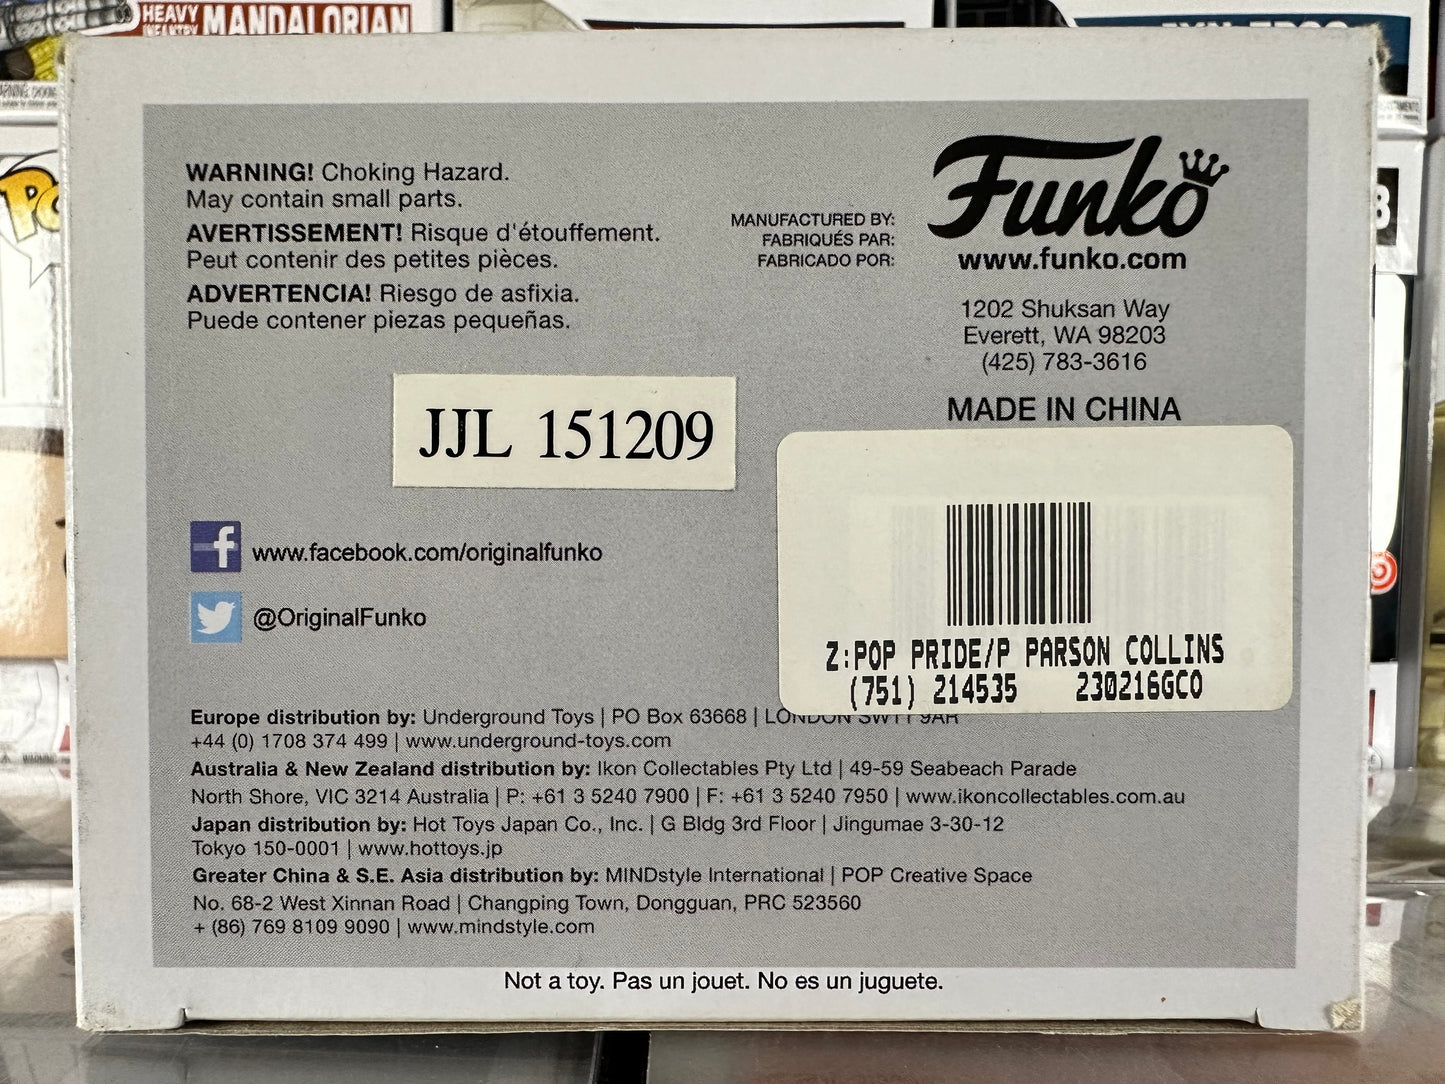 HEAVY
INFANTRY MANDALORIAN
WARNING! Choking Hazard.
May contain small parts.
AVERTISSEMENT! Risque d'étouffement.
Peut contenir des petites pièces.
ADVERTENCIA! Riesgo de asfixia.
Puede contener piezas pequeñas.
MANUFACTURED BY:
FABRIQUÉS PAR:
FABRICADO POR:
Funko
www.funko.com
1202 Shuksan Way
Everett, WA 98203
(425) 783-3616
MADE IN CHINA
JJL 151209
www.facebook.com/originalfunko
@OriginalFunko
Z:POP PRIDE/P PARSON COLLINS
(751) 214535 230216GCO
Europe distribution by: Underground Toys | PO Box 63668 | LONDON SW11 9AR
+44 (0) 1708 374 499 | www.underground-toys.com
Australia & New Zealand distribution by: Ikon Collectables Pty Ltd | 49-59 Seabeach Parade
North Shore, VIC 3214 Australia | P: +61 3 5240 7900 | F: +61 3 5240 7950 | www.ikoncollectables.com.au
Japan distribution by: Hot Toys Japan Co., Inc. | G Bldg 3rd Floor | Jingumae 3-30-12
Tokyo 150-0001 | www.hottoys.jp
Greater China & S.E. Asia distribution by: MINDstyle International | POP Creative Space
No. 68-2 West Xinnan Road | Changping Town, Dongguan, PRC 523560
+ (86) 769 8109 9090 | www.mindstyle.com
Not a toy. Pas un jouet. No es un juguete.